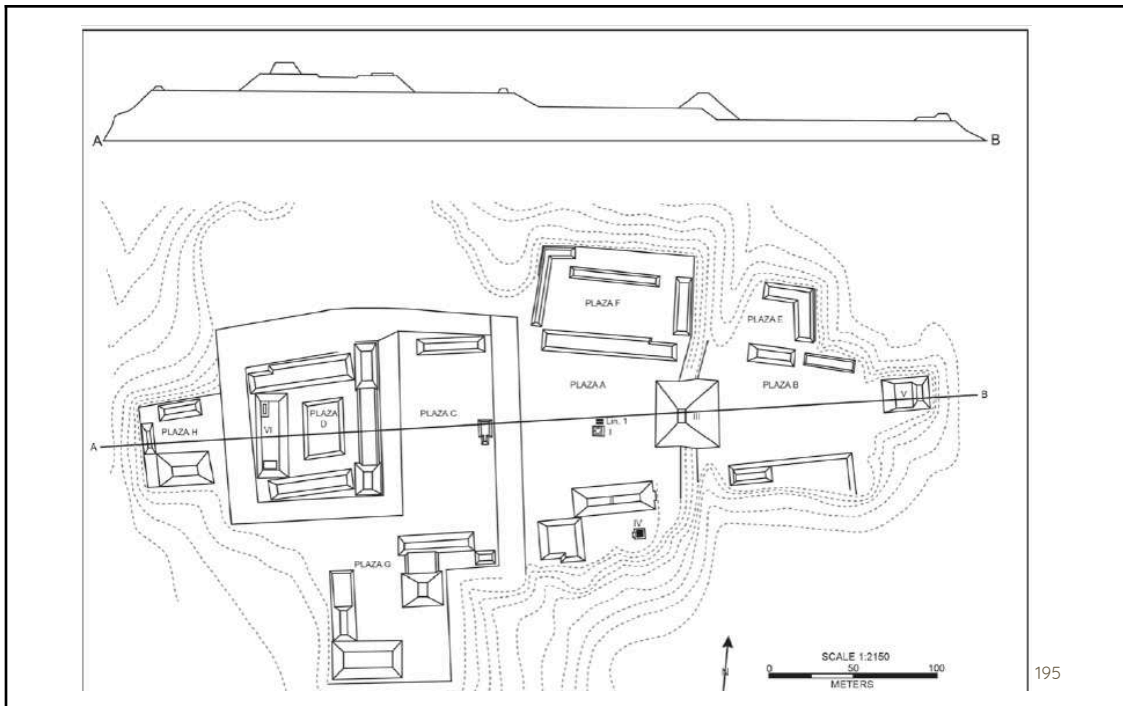 A
B
PLAZA F
PLAZA E
PLAZA A
PLAZA B
V
B
PLAZA
D
PLAZA C
III
Lin. 1
I
VI
PLAZA H
A
IV
PLAZA G
N
SCALE 1:2150
0 50 100
METERS
195